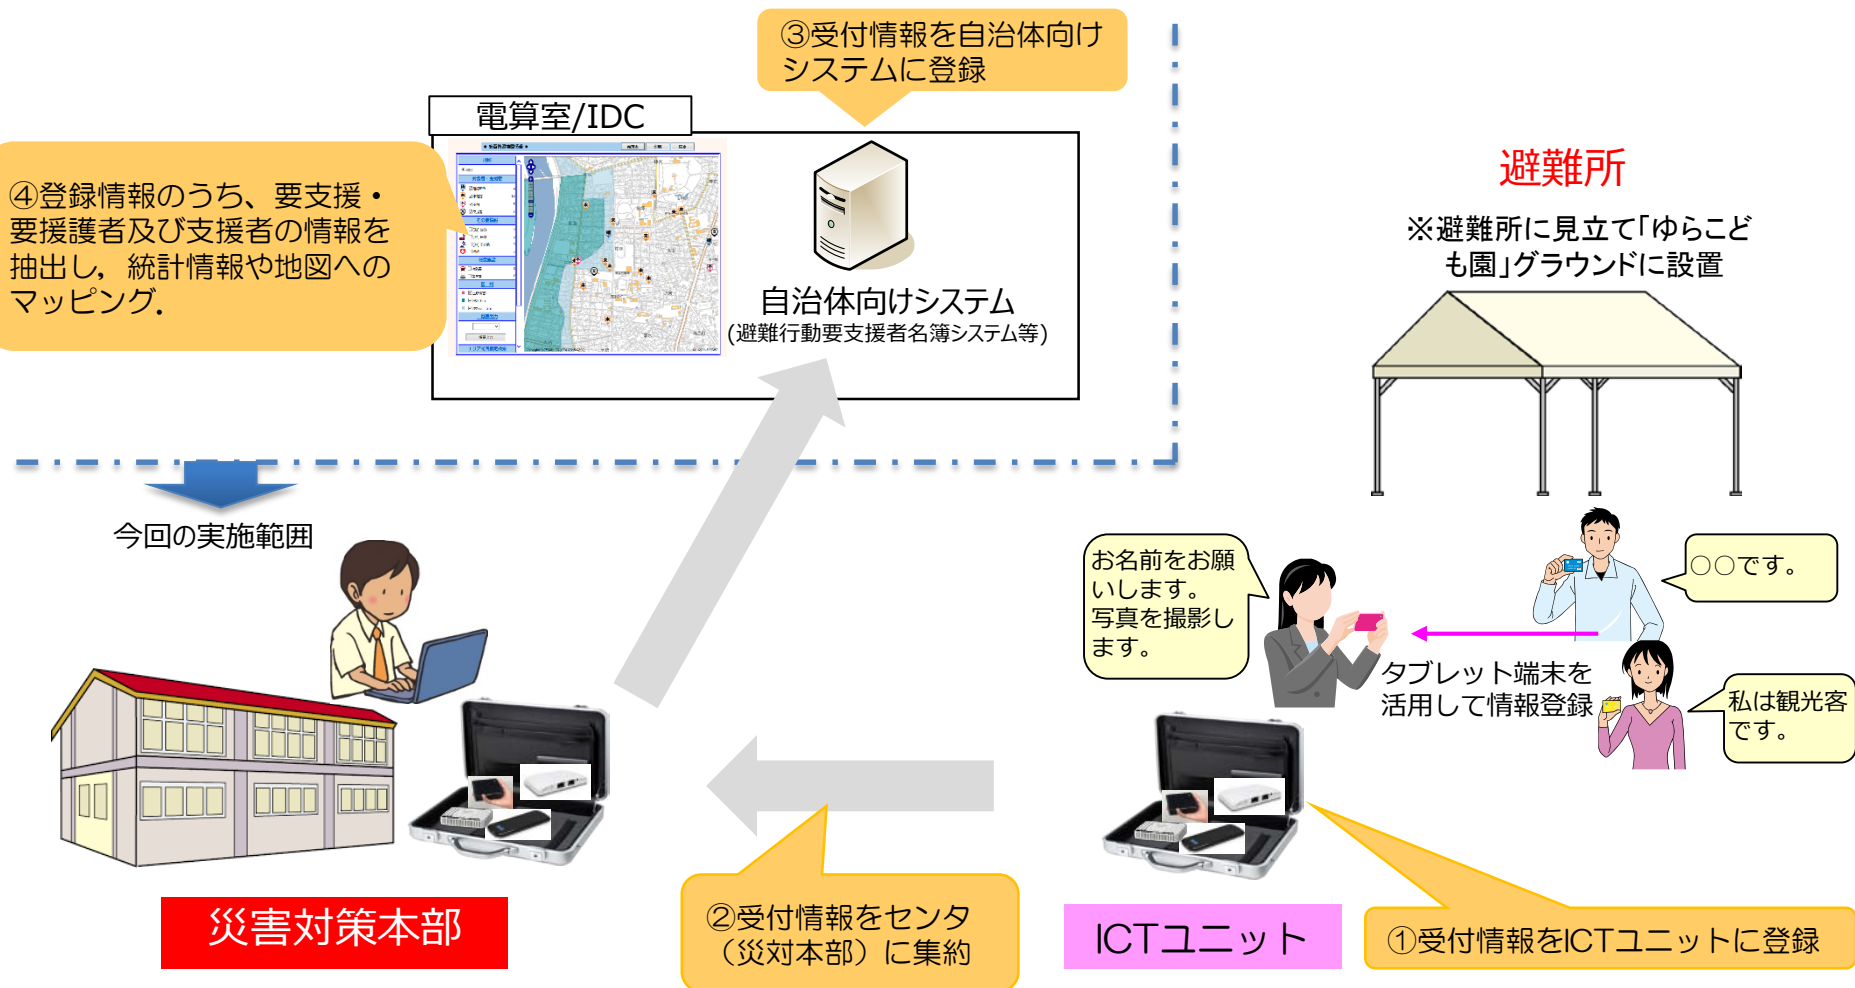 ③受付情報を自治体向け
システムに登録
電算室/IDC
④登録情報のうち、要支援・
要援護者及び支援者の情報を
抽出し，統計情報や地図への
マッピング．
自治体向けシステム
(避難行動要支援者名簿システム等)
避難所
※避難所に見立て「ゆらこど
も園」グラウンドに設置
今回の実施範囲
お名前をお願
いします。
写真を撮影し
ます。
○○です。
タブレット端末を
活用して情報登録
私は観光客
です。
災害対策本部
②受付情報をセンタ
（災対本部）に集約
ICTユニット
①受付情報をICTユニットに登録